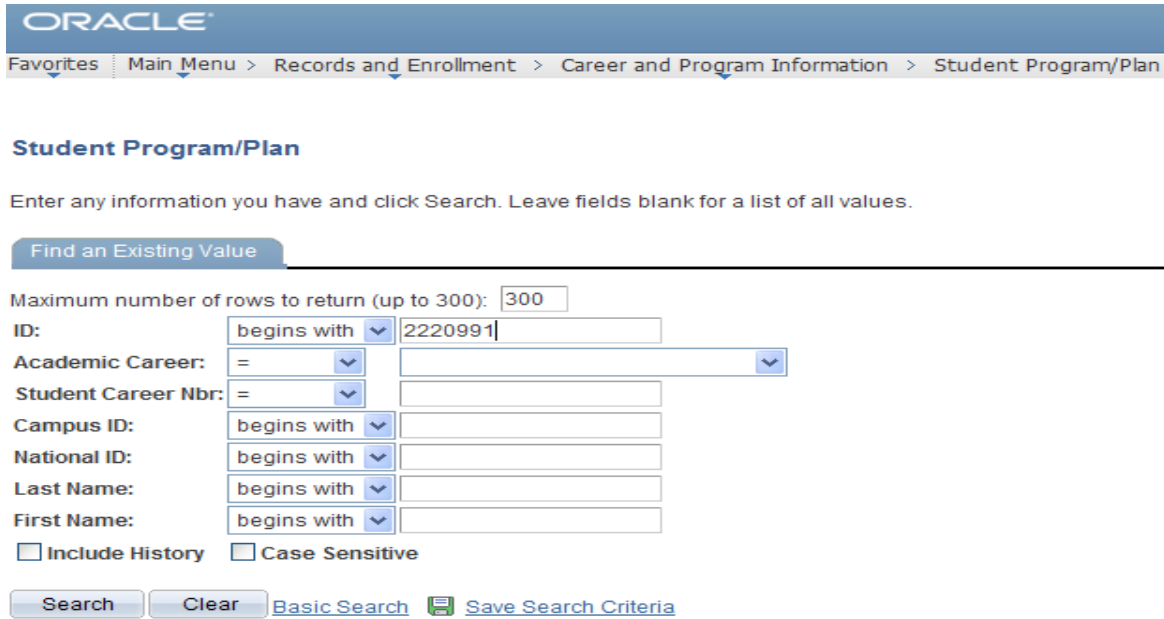 ORACLE
Favorites Main Menu > Records and Enrollment > Career and Program Information > Student Program/Plan
Student Program/Plan
Enter any information you have and click Search. Leave fields blank for a list of all values.
Find an Existing Value
Maximum number of rows to return (up to 300): 300
ID: begins with 2220991
Academic Career: =
Student Career Nbr: =
Campus ID: begins with
National ID: begins with
Last Name: begins with
First Name: begins with
Include History Case Sensitive
Search Clear Basic Search Save Search Criteria